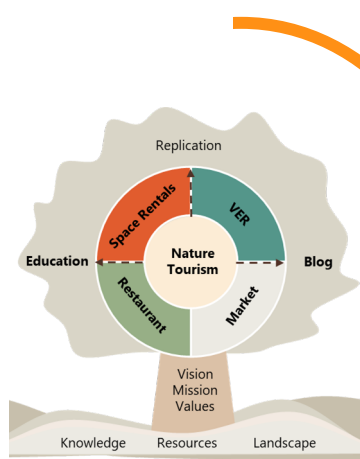 Replication
Space Rentals
VER
Education
Nature
Tourism
Blog
Restaurant
Market
Vision
Mission
Values
Knowledge
Resources
Landscape